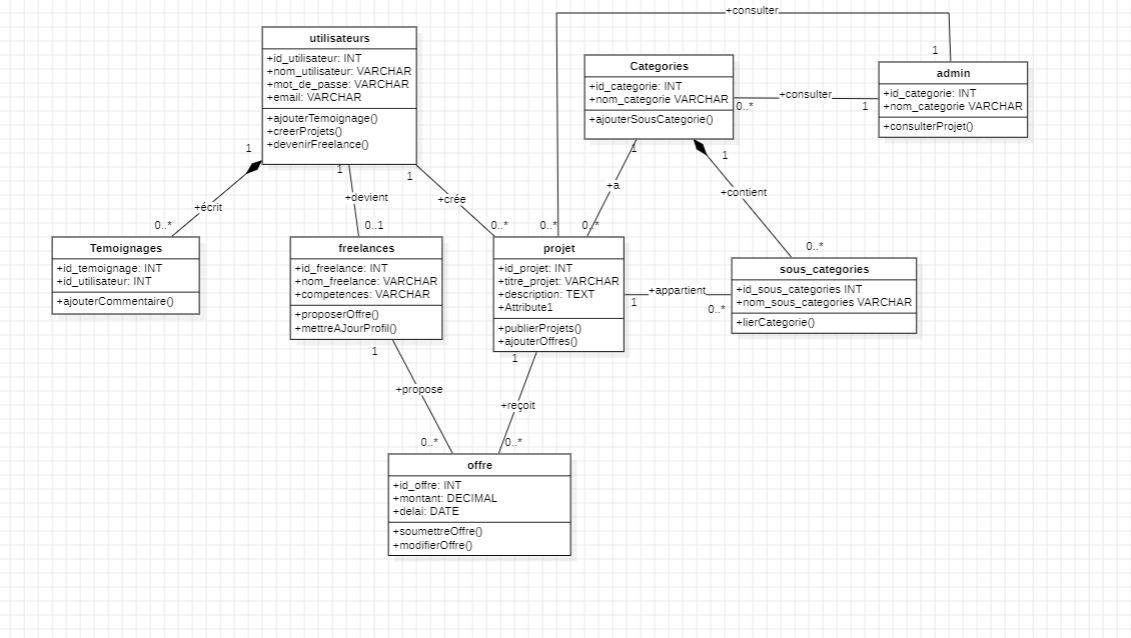 +consulter
utilisateurs
+id_utilisateur: INT
+nom_utilisateur: VARCHAR
+mot_de_passe: VARCHAR
+email: VARCHAR
+ajouterTemoignage()
+creerProjets()
+devenirFreelance()
Categories
+id_categorie: INT
+nom_categorie VARCHAR
+ajouterSousCategorie()
1
admin
+id_categorie: INT
+nom_categorie VARCHAR
+consulterProjet()
+consulter
0..*
1
1
1
1
1
1
+écrit
+devient
+crée
+a
+contient
0..*
0..1
0..*
0..*
0..*
0..*
Temoignages
+id_temoignage: INT
+id_utilisateur: INT
+ajouterCommentaire()
freelances
+id_freelance: INT
+nom_freelance: VARCHAR
+competences: VARCHAR
+proposerOffre()
+mettreAJourProfil()
projet
+id_projet: INT
+titre_projet: VARCHAR
+description: TEXT
+Attribute1
+publierProjets()
+ajouterOffres()
+appartient
1
0..*
sous_categories
+id_sous_categories INT
+nom_sous_categories VARCHAR
+lierCategorie()
1
1
+propose
+reçoit
0..*
0..*
offre
+id_offre: INT
+montant: DECIMAL
+delai: DATE
+soumettreOffre()
+modifierOffre()